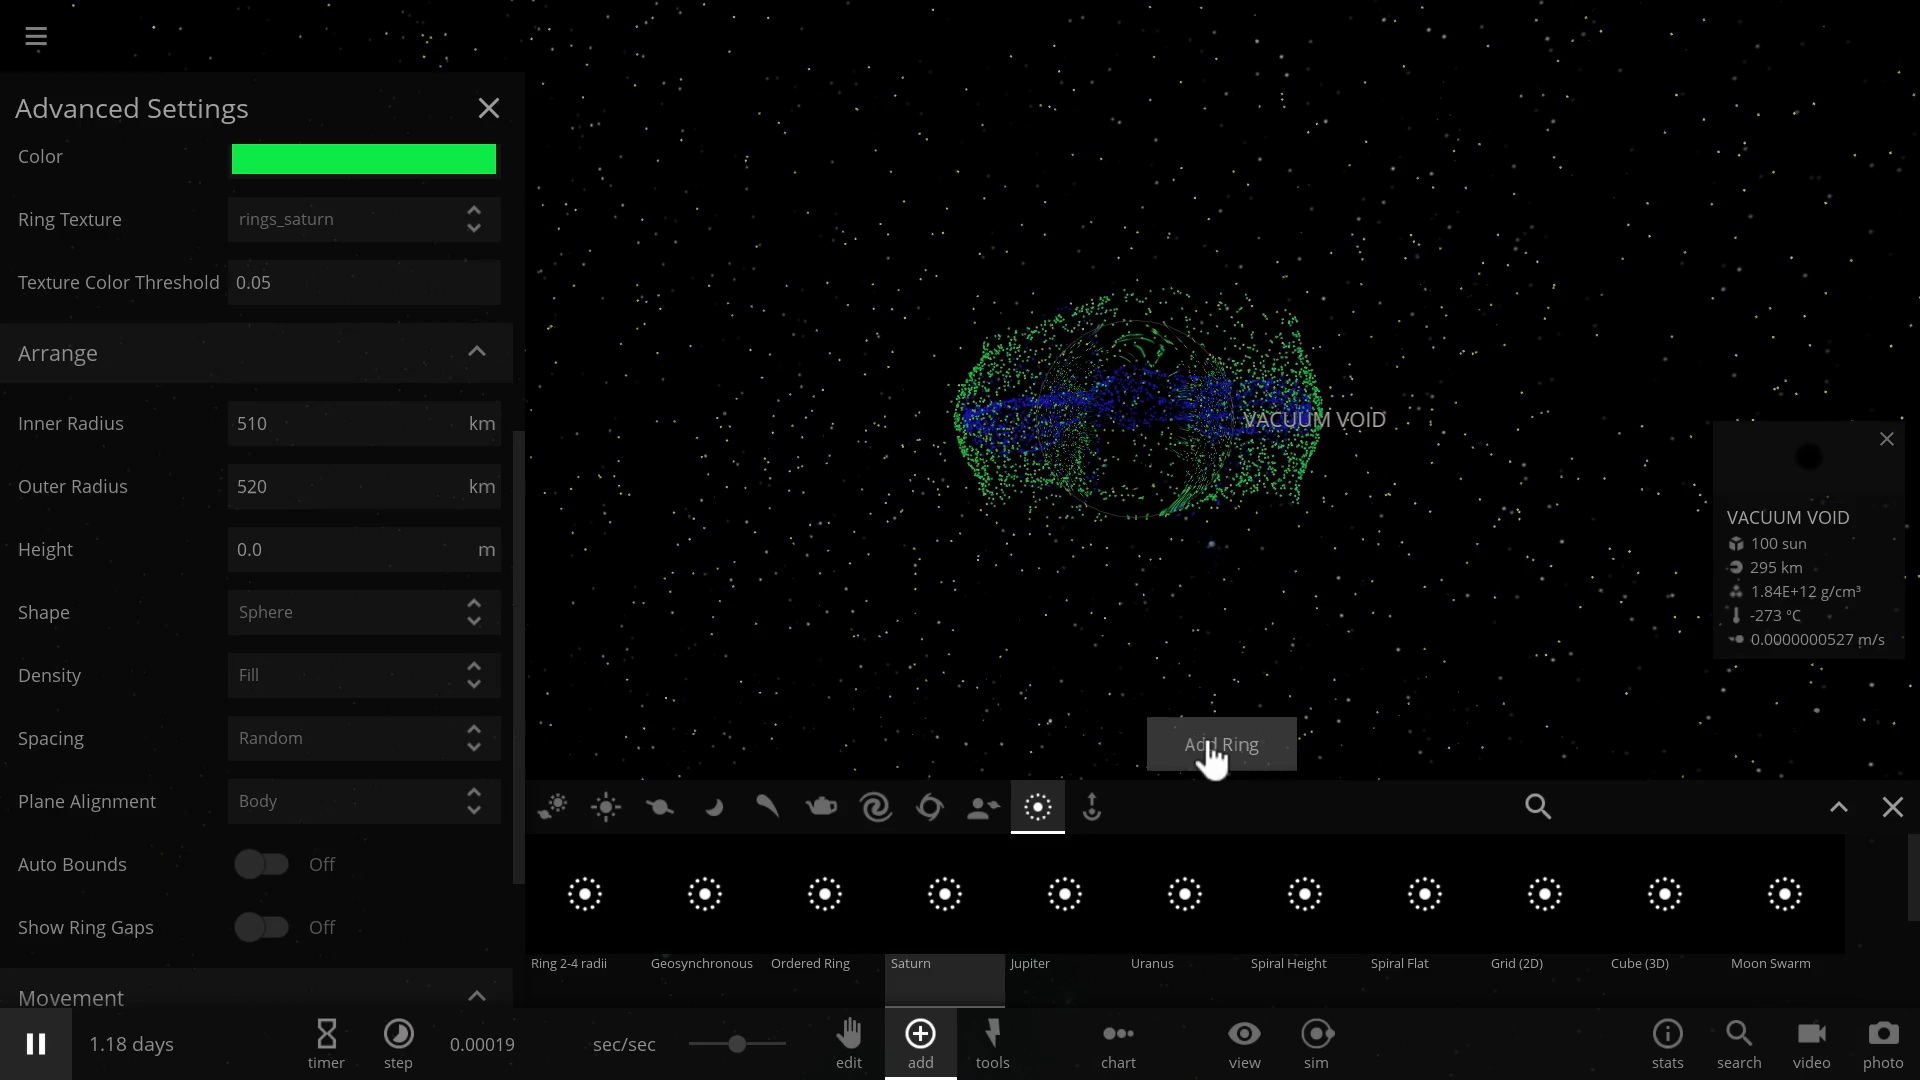 Advanced Settings
Color
Ring Texture
rings_saturn
Texture Color Threshold
0.05
Arrange
Inner Radius
510 km
Outer Radius
520 km
Height
0.0 m
Shape
Sphere
Density
Fill
Spacing
Random
Plane Alignment
Body
Auto Bounds
Off
Show Ring Gaps
Off
Movement
VACUUM VOID
VACUUM VOID
100 sun
295 km
1.84E+12 g/cm³
-273 °C
0.0000000527 m/s
Add Ring
Ring 2-4 radii
Geosynchronous
Ordered Ring
Saturn
Jupiter
Uranus
Spiral Height
Spiral Flat
Grid (2D)
Cube (3D)
Moon Swarm
1.18 days
timer
step
0.00019
sec/sec
edit
add
tools
chart
view
sim
stats
search
video
photo